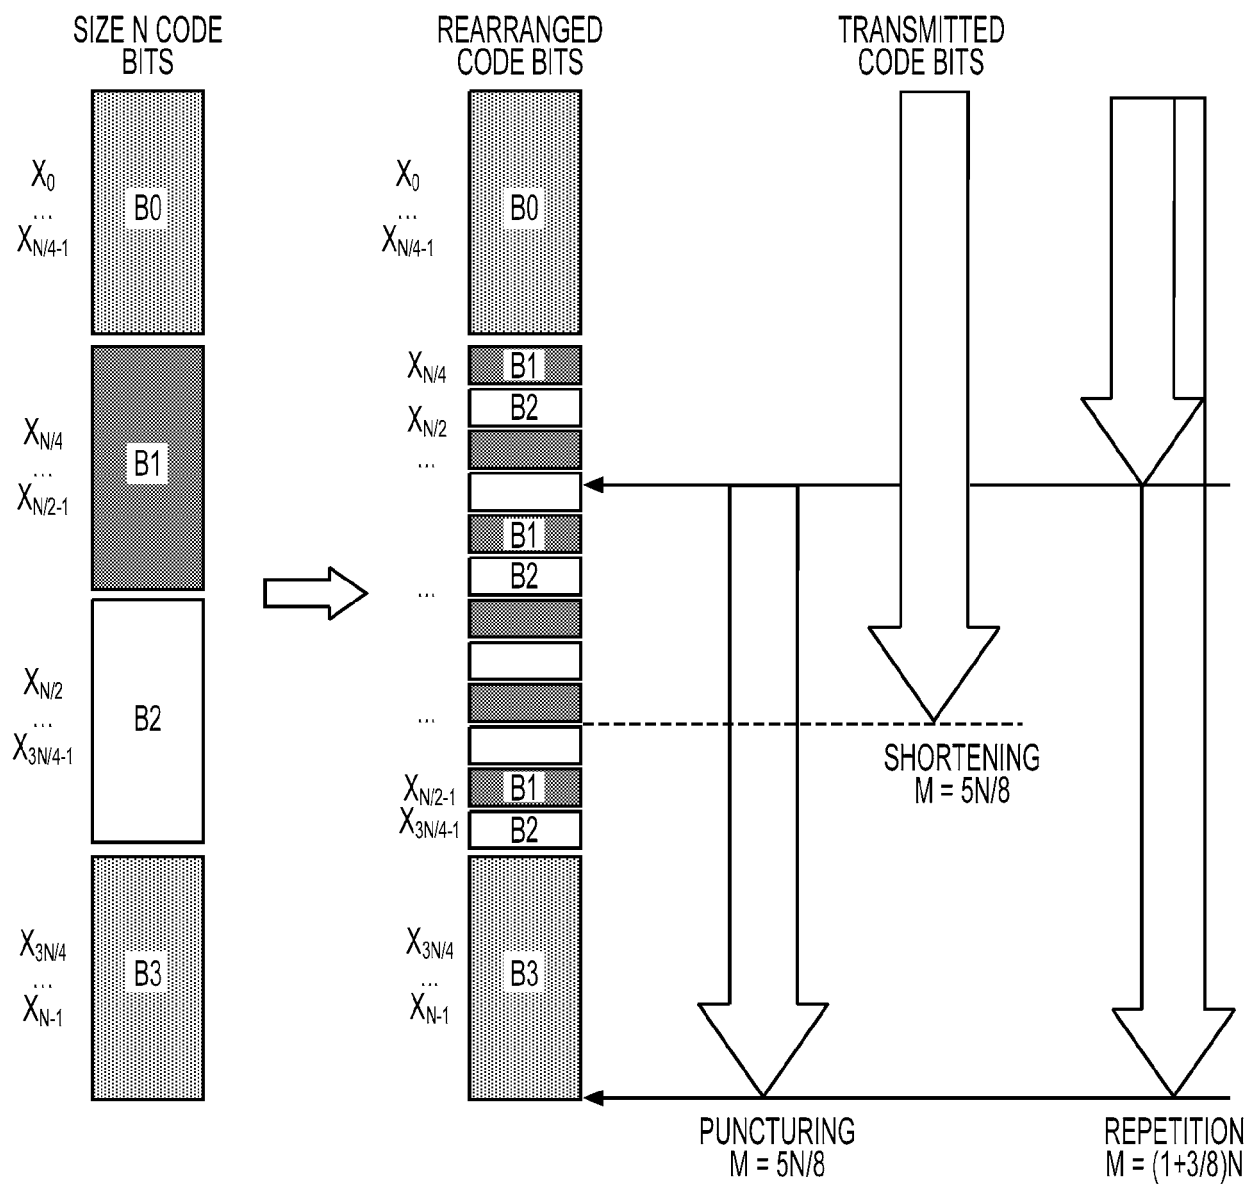 SIZE N CODE
BITS
REARRANGED
CODE BITS
TRANSMITTED
CODE BITS
X0
...
XN/4-1
B0
XN/4
...
XN/2-1
B1
XN/2
...
X3N/4-1
B2
X3N/4
...
XN-1
B3
X0
...
XN/4-1
B0
XN/4
B1
XN/2
B2
...
B1
...
B2
...
XN/2-1
B1
X3N/4-1
B2
X3N/4
...
XN-1
B3
SHORTENING
M = 5N/8
PUNCTURING
M = 5N/8
REPETITION
M = (1+3/8)N